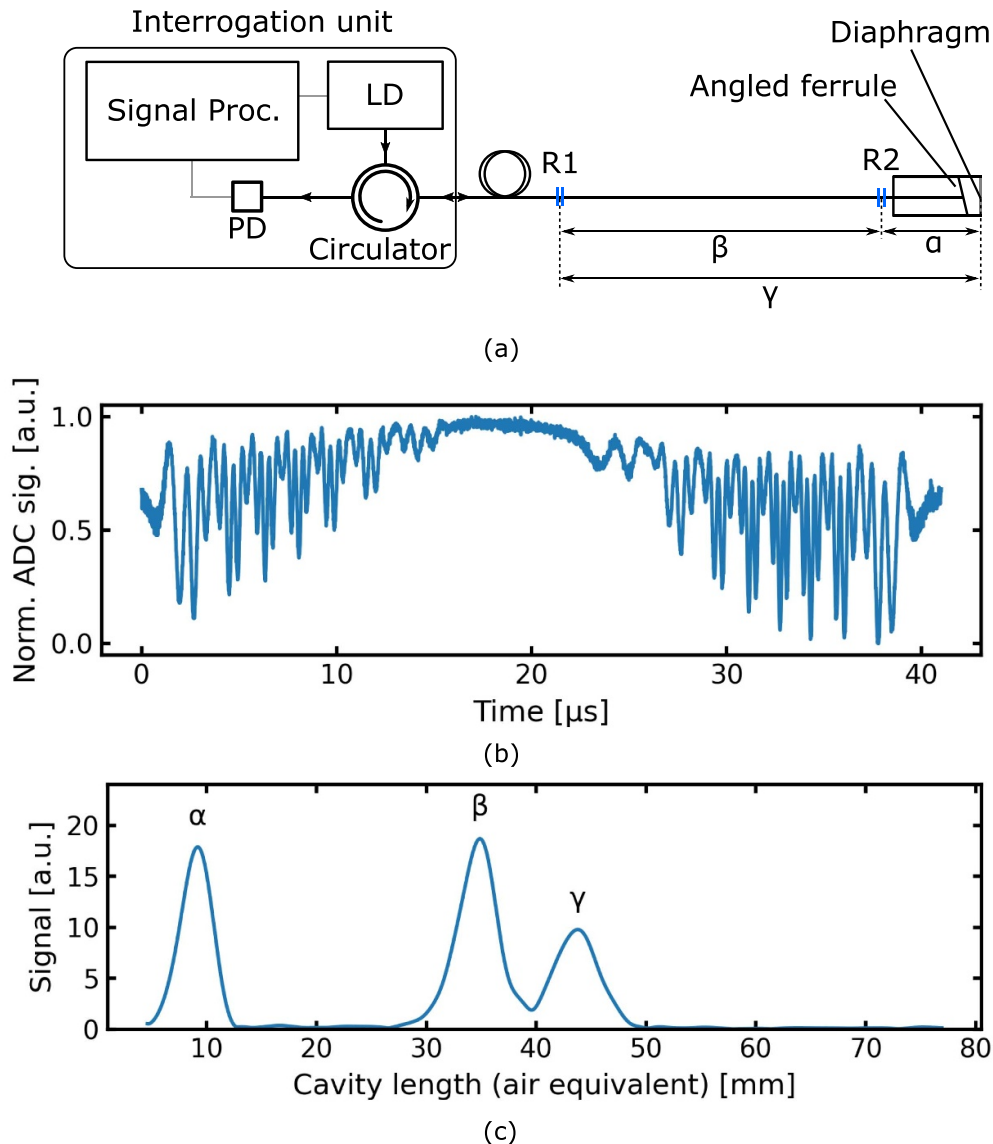 Interrogation unit
Diaphragm
Signal Proc.
LD
Angled ferrule
R1
R2
PD
Circulator
β
α
γ
(a)
Norm. ADC sig. [a.u.]
1.0
0.5
0.0
0 10 20 30 40
Time [μs]
(b)
Signal [a.u.]
20
15
10
5
0
α
β
γ
10 20 30 40 50 60 70 80
Cavity length (air equivalent) [mm]
(c)